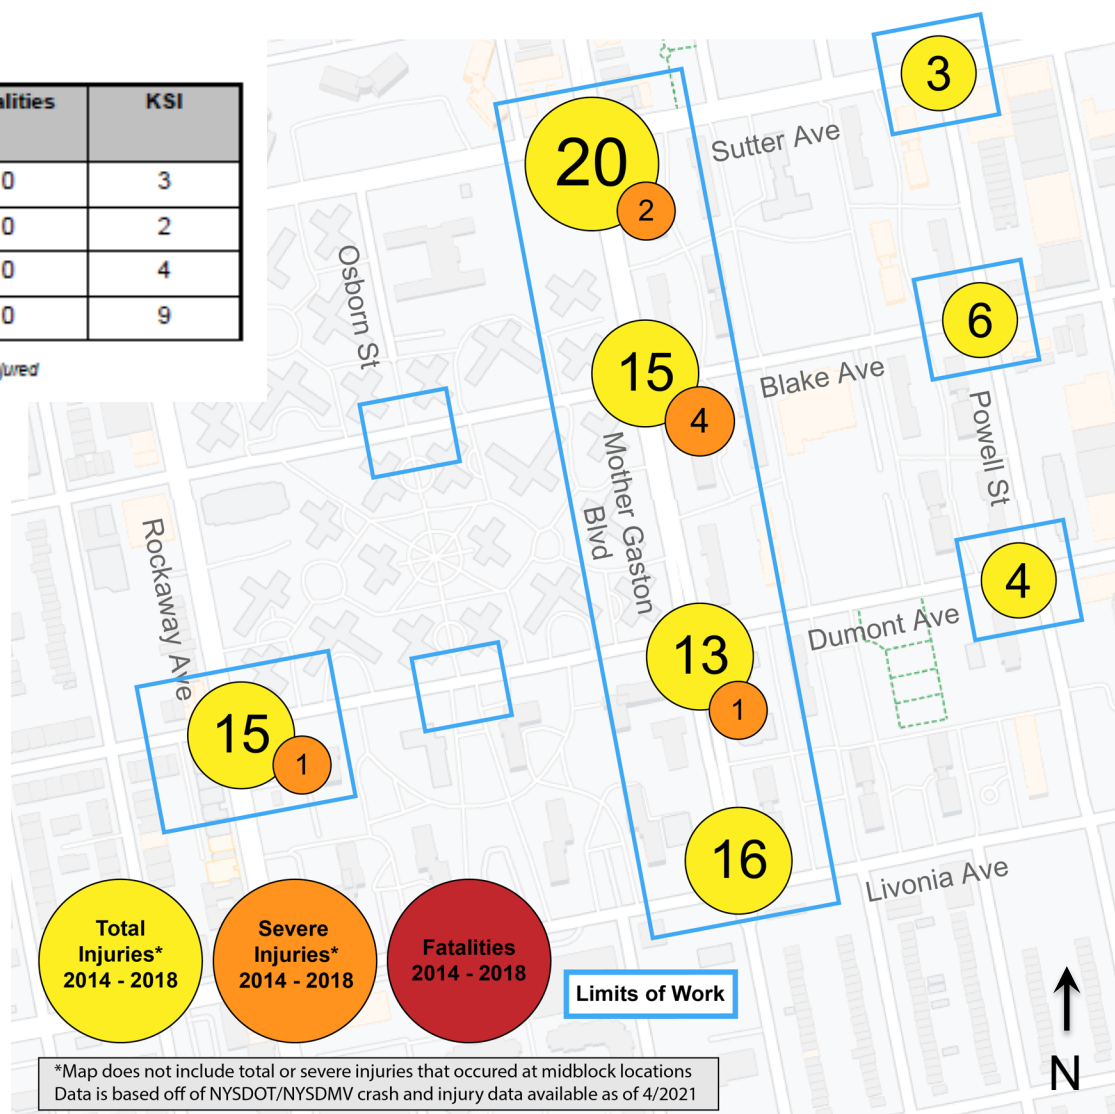 alities KSI
0 3
0 2
0 4
0 9
jured
3
Sutter Ave
20
2
Osborn St
6
15
Blake Ave
4
Powell St
Mother Gaston
Blvd
Rockaway Ave
4
13
Dumont Ave
1
15
1
16
Livonia Ave
Total
Injuries*
2014 - 2018
Severe
Injuries*
2014 - 2018
Fatalities
2014 - 2018
Limits of Work
N
*Map does not include total or severe injuries that occured at midblock locations
Data is based off of NYSDOT/NYSDMV crash and injury data available as of 4/2021